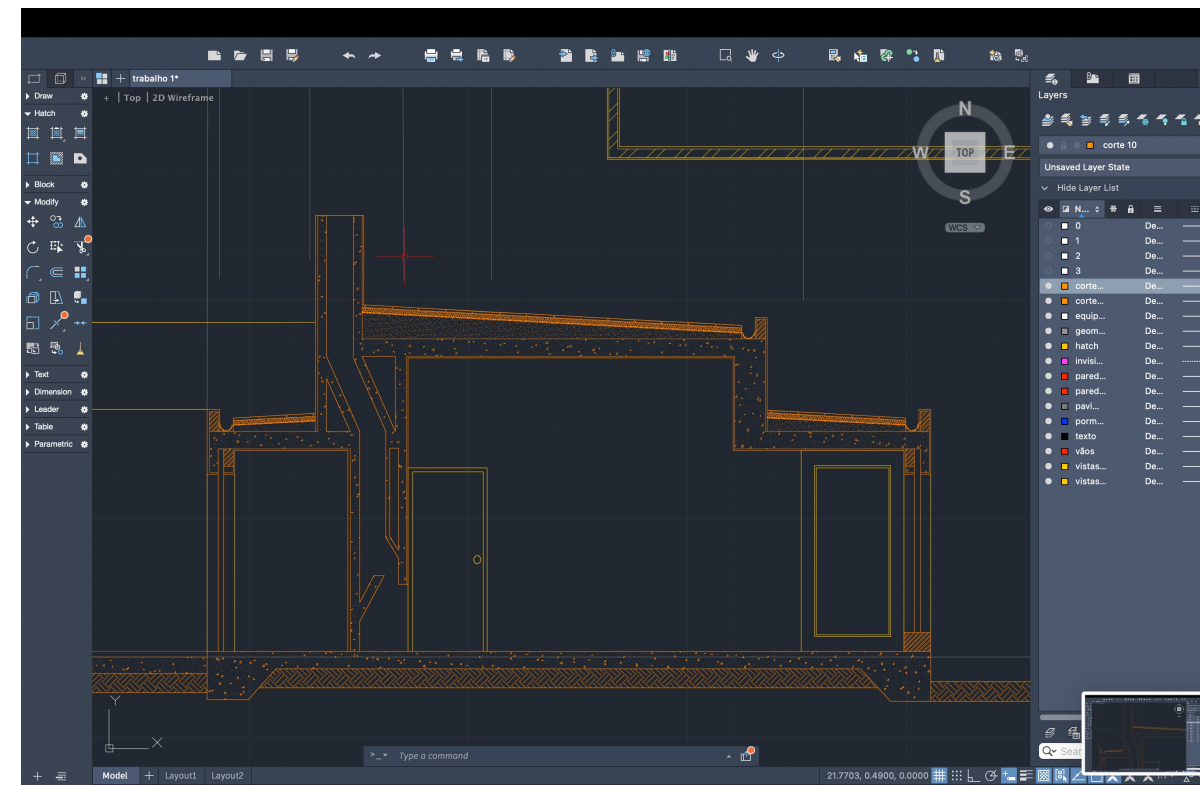 trabalho 1*
Draw
+ | Top | 2D Wireframe
Hatch
Block
Modify
Text
Dimension
Leader
Table
Parametric
N
W TOP E
S
WCS
Layers
corte 10
Unsaved Layer State
Hide Layer List
N...
0 De...
1 De...
2 De...
3 De...
corte... De...
corte... De...
equip... De...
geom... De...
hatch De...
invisi... De...
pared... De...
pared... De...
pavi... De...
porm... De...
texto De...
vãos De...
vistas... De...
vistas... De...
Y
X
>_ Type a command
Sear
Model + Layout1 Layout2
21.7703, 0.4900, 0.0000